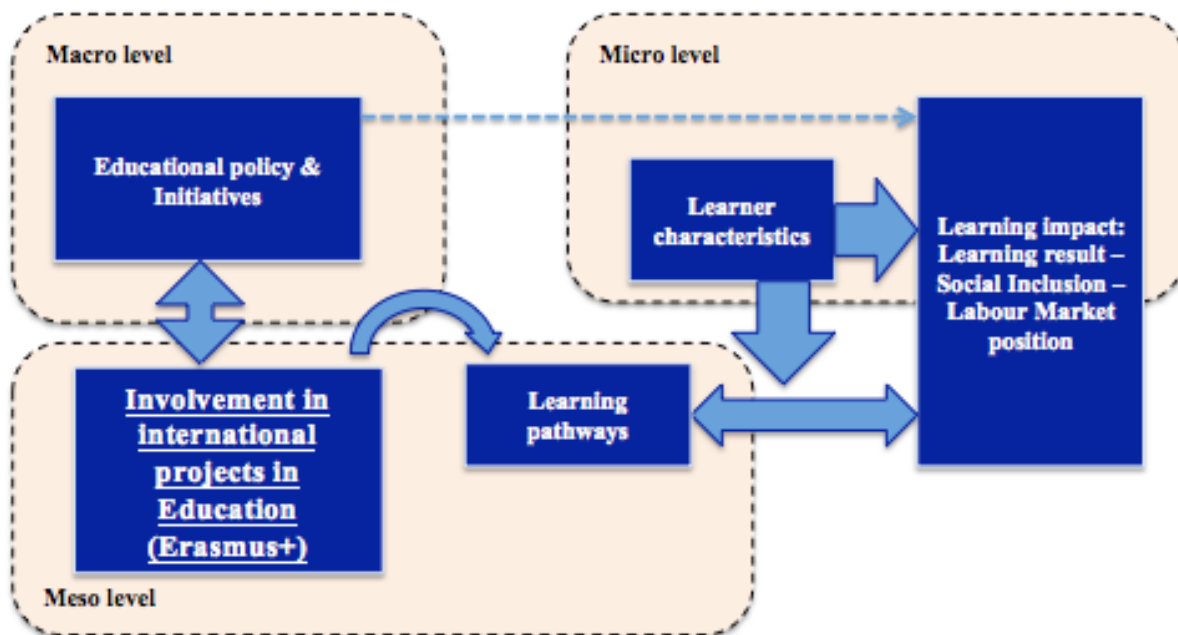 Macro level
Educational policy &
Initiatives
Micro level
Learner
characteristics
Learning impact:
Learning result –
Social Inclusion –
Labour Market
position
Involvement in
international
projects in
Education
(Erasmus+)
Learning
pathways
Meso level